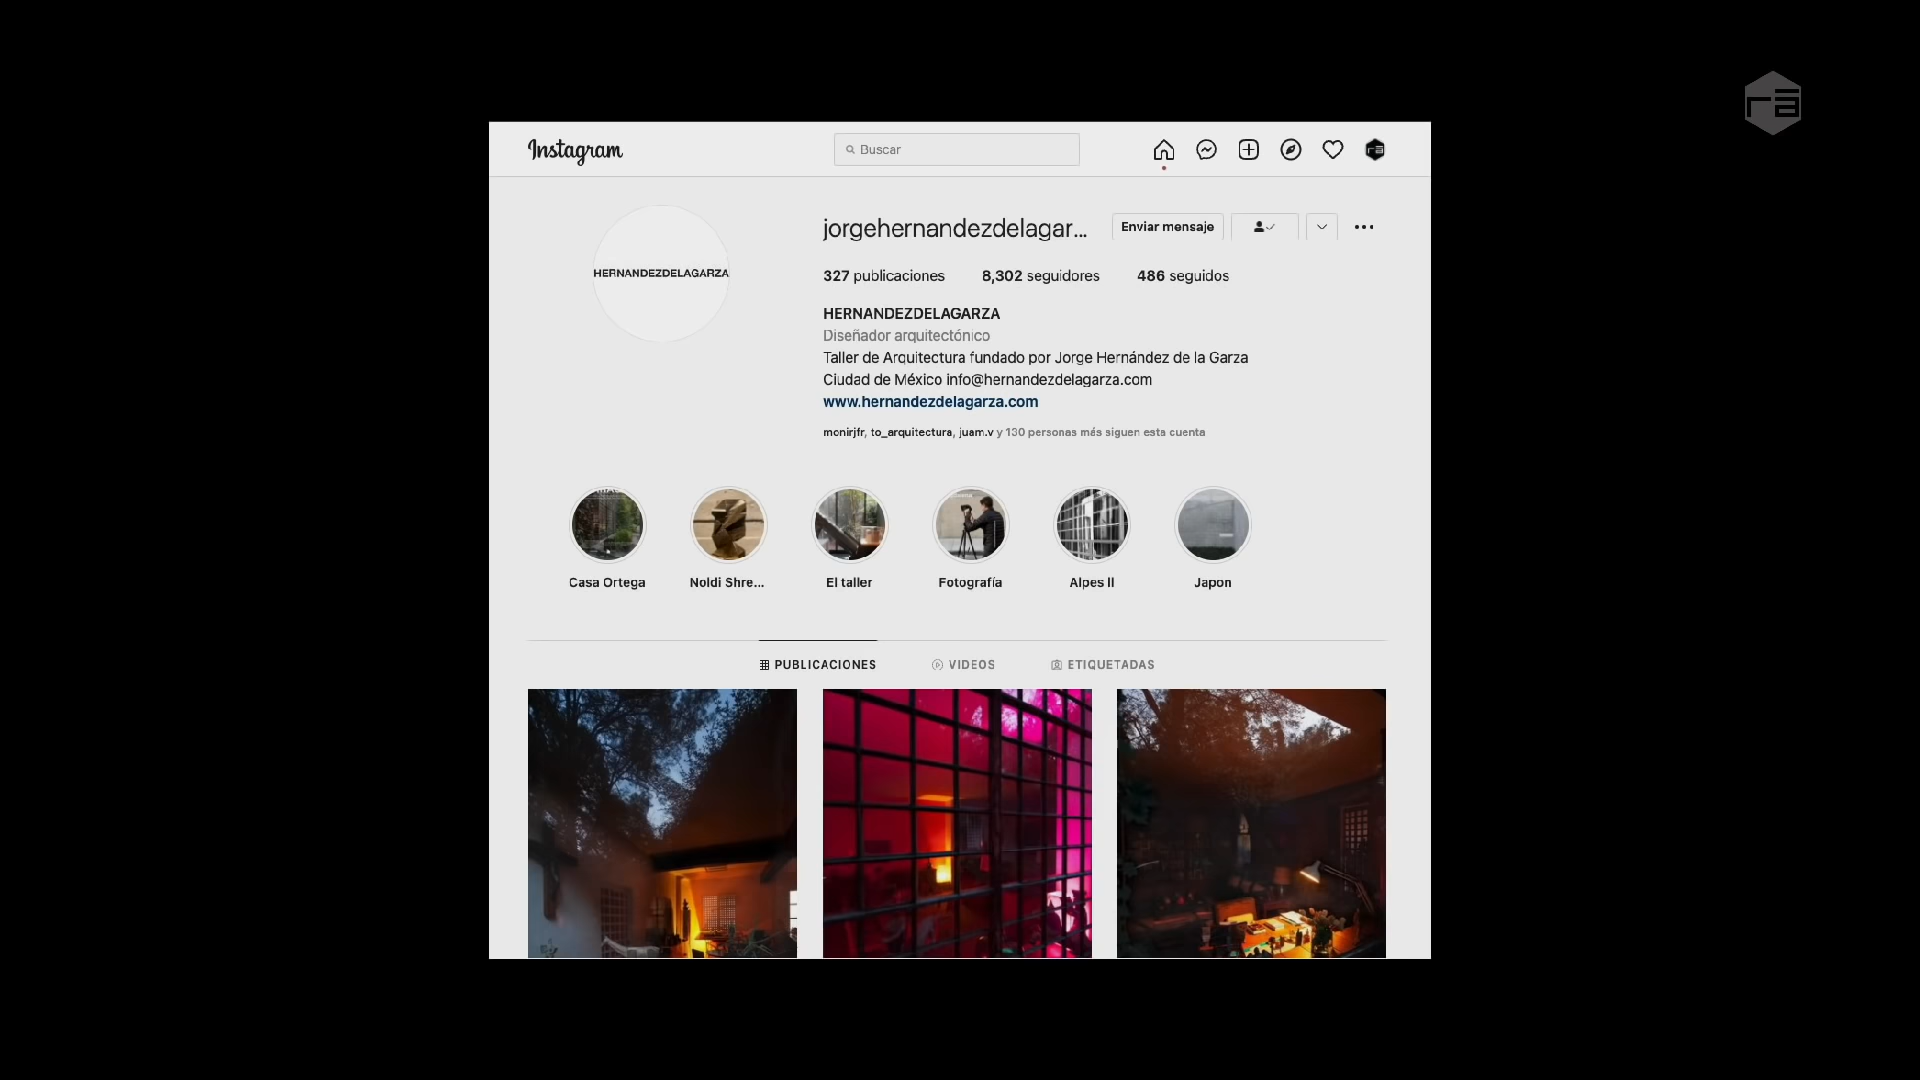 Instagram
Buscar
jorgehernandezdelagar...
Enviar mensaje
327 publicaciones
8,302 seguidores
486 seguidos
HERNANDEZDELAGARZA
HERNANDEZDELAGARZA
Diseñador arquitectónico
Taller de Arquitectura fundado por Jorge Hernández de la Garza
Ciudad de México info@hernandezdelagarza.com
www.hernandezdelagarza.com
monirjfr, to_arquitectura, juam.v y 130 personas más siguen esta cuenta
Casa Ortega
Noldi Shre...
El taller
Fotografía
Alpes II
Japon
PUBLICACIONES
VIDEOS
ETIQUETADAS